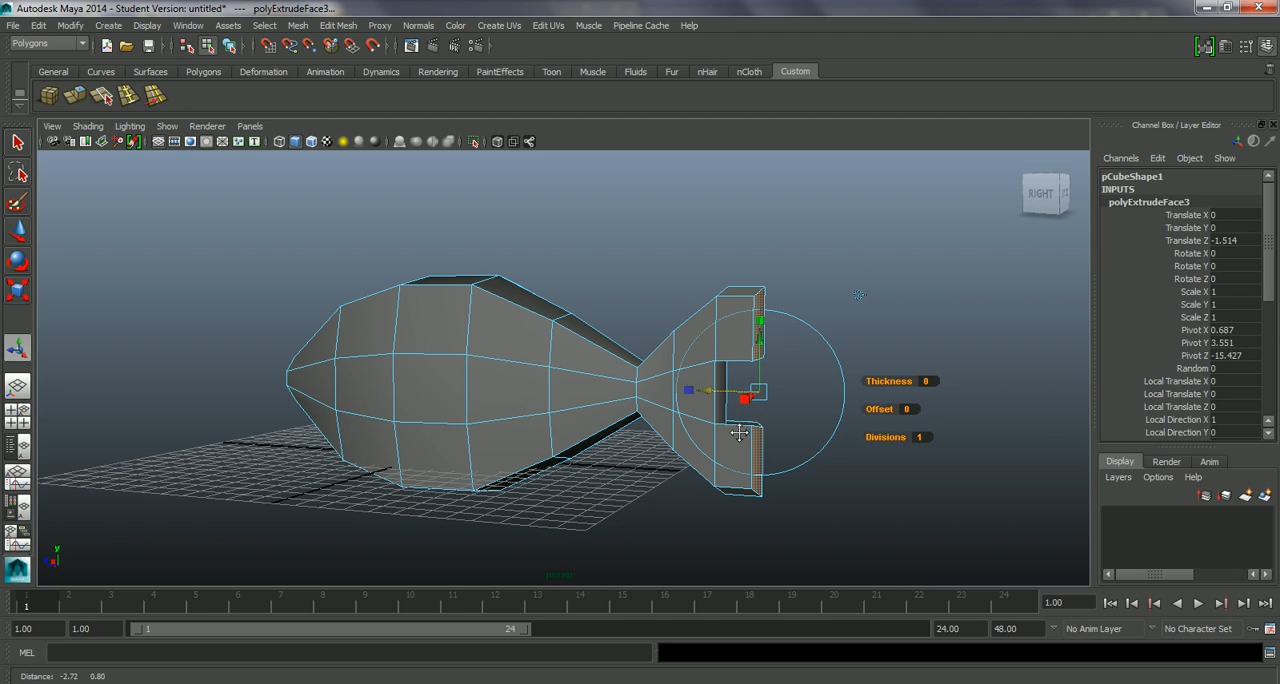 Autodesk Maya 2014 - Student Version: untitled* --- polyExtrudeFace3...
File Edit Modify Create Display Window Assets Select Mesh Edit Mesh Proxy Normals Color Create UVs Edit UVs Muscle Pipeline Cache Help
Polygons
General Curves Surfaces Polygons Deformation Animation Dynamics Rendering PaintEffects Toon Muscle Fluids Fur nHair nCloth Custom
View Shading Lighting Show Renderer Panels
Channel Box / Layer Editor
Channels Edit Object Show
pCubeShape1
INPUTS
polyExtrudeFace3
Translate X 0
Translate Y 0
Translate Z -1.514
Rotate X 0
Rotate Y 0
Rotate Z 0
Scale X 1
Scale Y 1
Scale Z 1
Pivot X 0.687
Pivot Y 3.551
Pivot Z -15.427
Random 0
Local Translate X 0
Local Translate Y 0
Local Translate Z 0
Local Direction X 1
Local Direction Y 0
RIGHT
Thickness 0
Offset 0
Divisions 1
y
persp
Display Render Anim
Layers Options Help
1 2 3 4 5 6 7 8 9 10 11 12 13 14 15 16 17 18 19 20 21 22 23 24
1
1.00
1.00 1.00 1 24 24.00 48.00 No Anim Layer No Character Set
MEL
Distance: -2.72 0.80